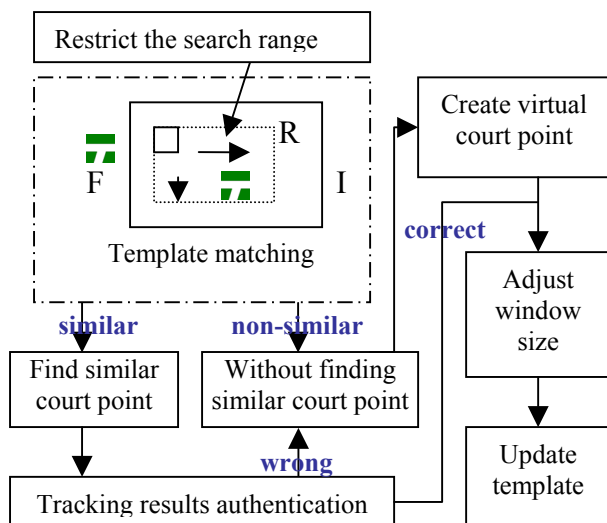 Restrict the search range
F
R
I
Template matching
similar
non-similar
Find similar
court point
Without finding
similar court point
wrong
Tracking results authentication
correct
Create virtual
court point
Adjust
window
size
Update
template